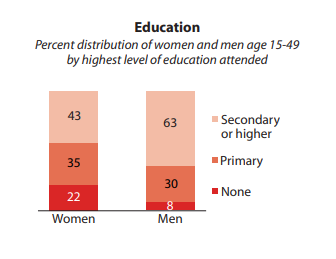 Education
Percent distribution of women and men age 15-49
by highest level of education attended
43
63
Secondary
or higher
35
30
Primary
22
8
None
Women
Men